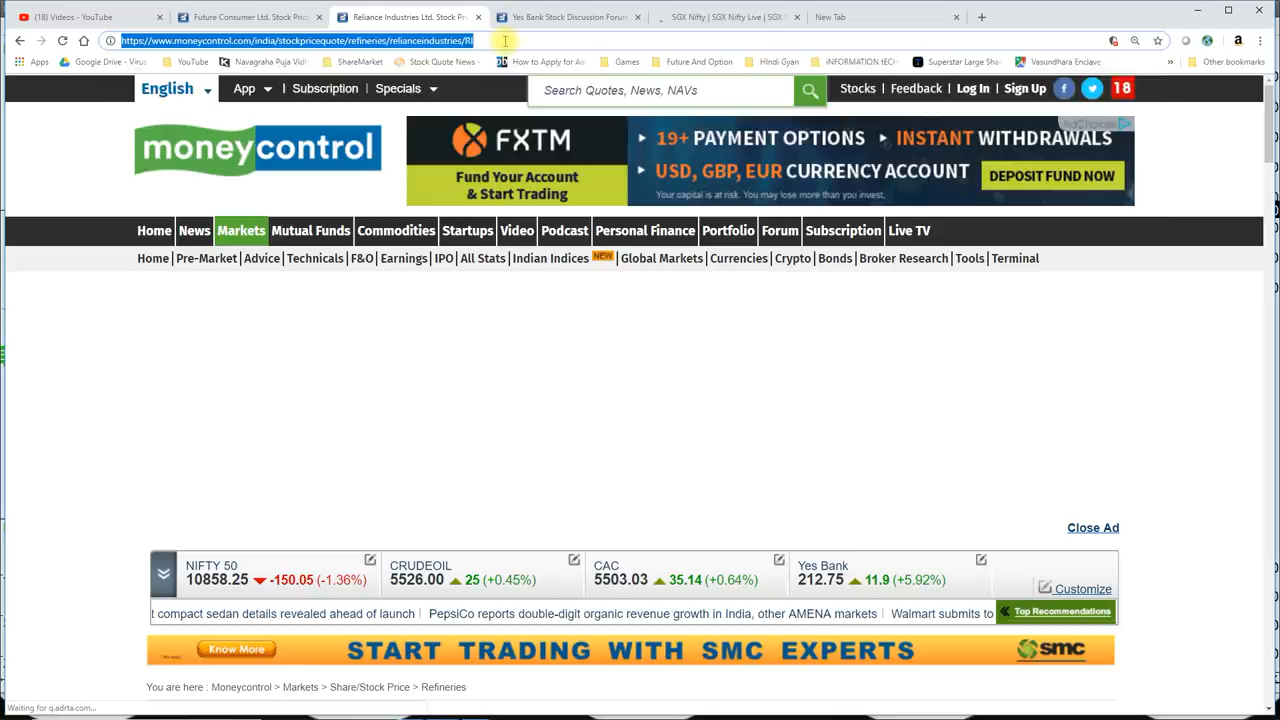 (18) Videos - YouTube
Future Consumer Ltd. Stock Pric
Reliance Industries Ltd. Stock Pri
Yes Bank Stock Discussion Forum
SGX Nifty | SGX Nifty Live | SGX N
New Tab
https://www.moneycontrol.com/india/stockpricequote/refineries/relianceindustries/RI
Apps
Google Drive - Virus
YouTube
Navagraha Puja Vidh
ShareMarket
Stock Quote News -
How to Apply for Aa
Games
Future And Option
HIndi Gyan
iNFORMATION tECH
Superstar Large Sha
Vasundhara Enclave
»
Other bookmarks
English
App
Subscription
Specials
Search Quotes, News, NAVs
Stocks | Feedback | Log In | Sign Up
18
moneycontrol
FXTM
Fund Your Account
& Start Trading
19+ PAYMENT OPTIONS
INSTANT WITHDRAWALS
USD, GBP, EUR CURRENCY ACCOUNT
Your capital is at risk. You may lose more than you invest.
DEPOSIT FUND NOW
AdChoices
Home | News | Markets | Mutual Funds | Commodities | Startups | Video | Podcast | Personal Finance | Portfolio | Forum | Subscription | Live TV
Home | Pre-Market | Advice | Technicals | F&O | Earnings | IPO | All Stats | Indian Indices NEW | Global Markets | Currencies | Crypto | Bonds | Broker Research | Tools | Terminal
Close Ad
NIFTY 50
10858.25 -150.05 (-1.36%)
CRUDEOIL
5526.00 25 (+0.45%)
CAC
5503.03 35.14 (+0.64%)
Yes Bank
212.75 11.9 (+5.92%)
Customize
t compact sedan details revealed ahead of launch | PepsiCo reports double-digit organic revenue growth in India, other AMENA markets | Walmart submits to
Top Recommendations
Know More
START TRADING WITH SMC EXPERTS
smc
You are here : Moneycontrol > Markets > Share/Stock Price > Refineries
Waiting for q.adrta.com...